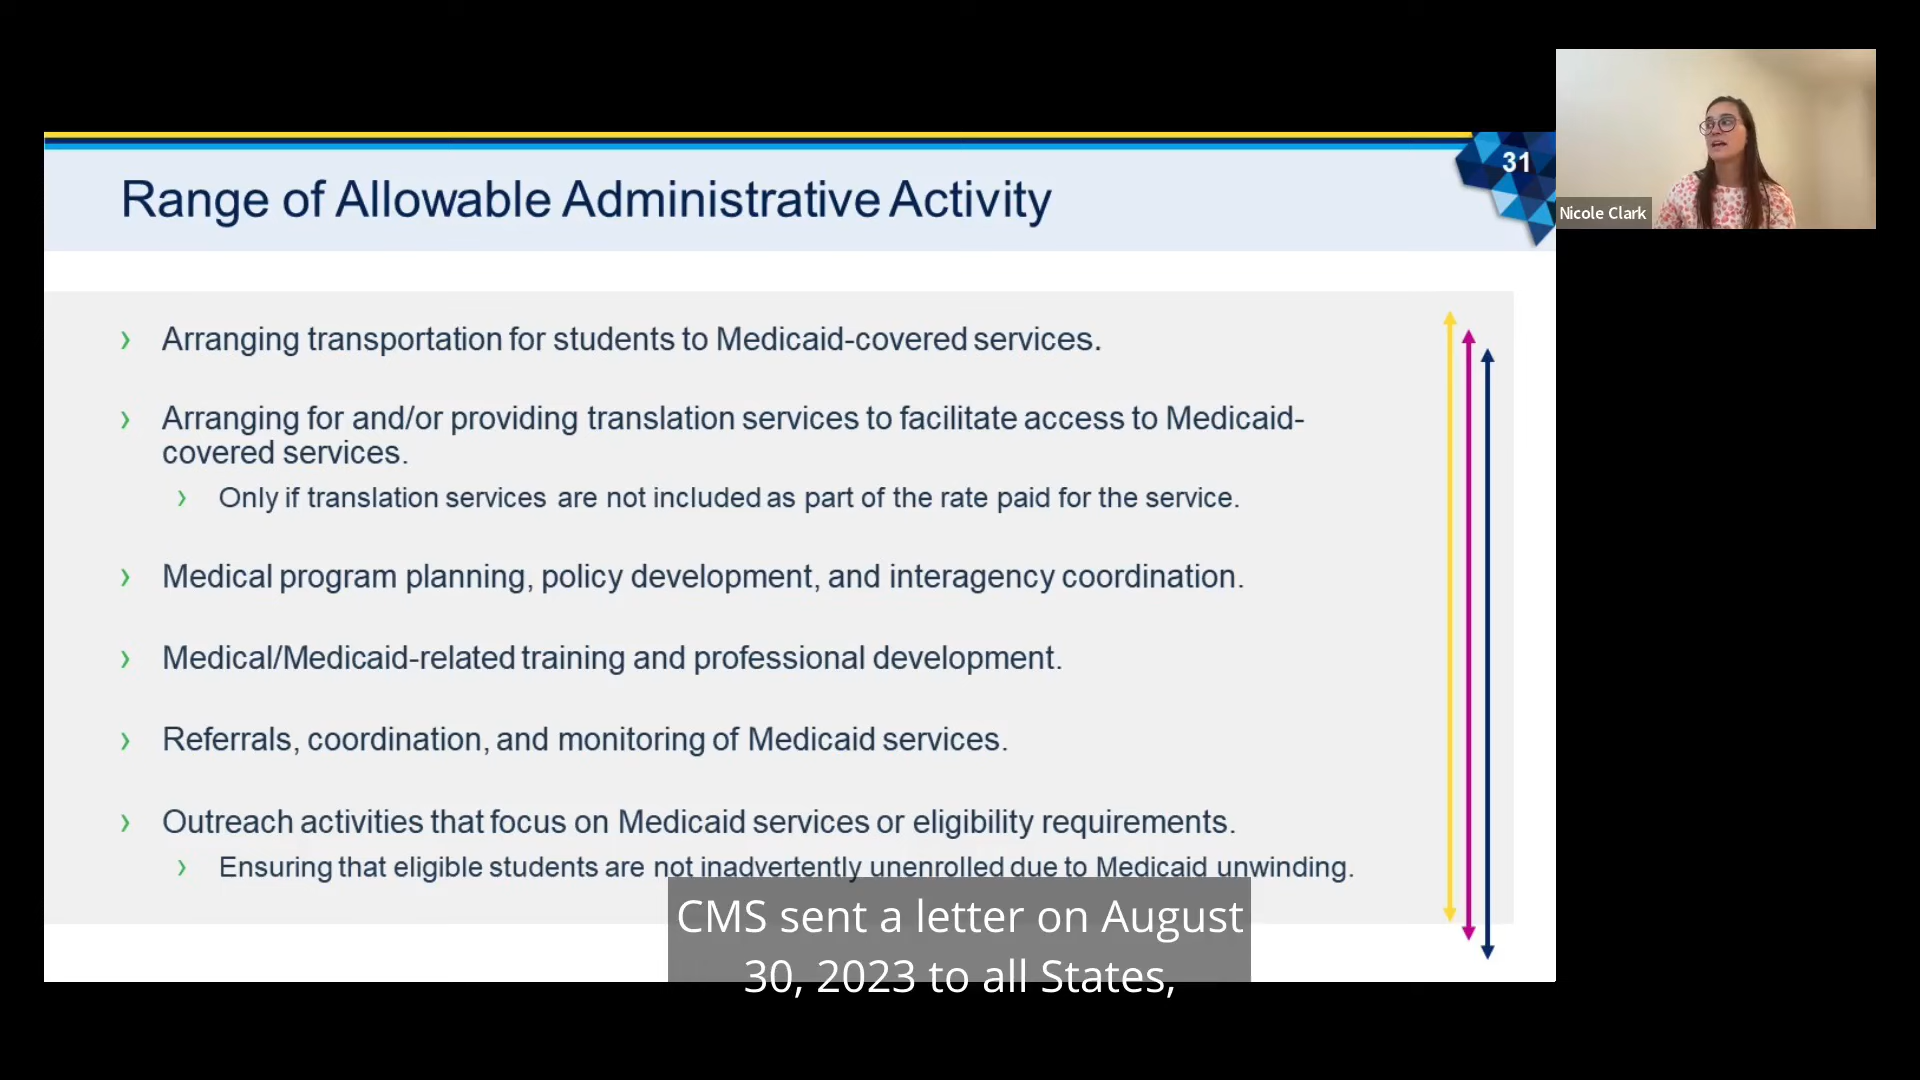 31
Range of Allowable Administrative Activity
Nicole Clark
› Arranging transportation for students to Medicaid-covered services.
› Arranging for and/or providing translation services to facilitate access to Medicaid-
covered services.
› Only if translation services are not included as part of the rate paid for the service.
› Medical program planning, policy development, and interagency coordination.
› Medical/Medicaid-related training and professional development.
› Referrals, coordination, and monitoring of Medicaid services.
› Outreach activities that focus on Medicaid services or eligibility requirements.
› Ensuring that eligible students are not inadvertently unenrolled due to Medicaid unwinding.
CMS sent a letter on August
30, 2023 to all States,